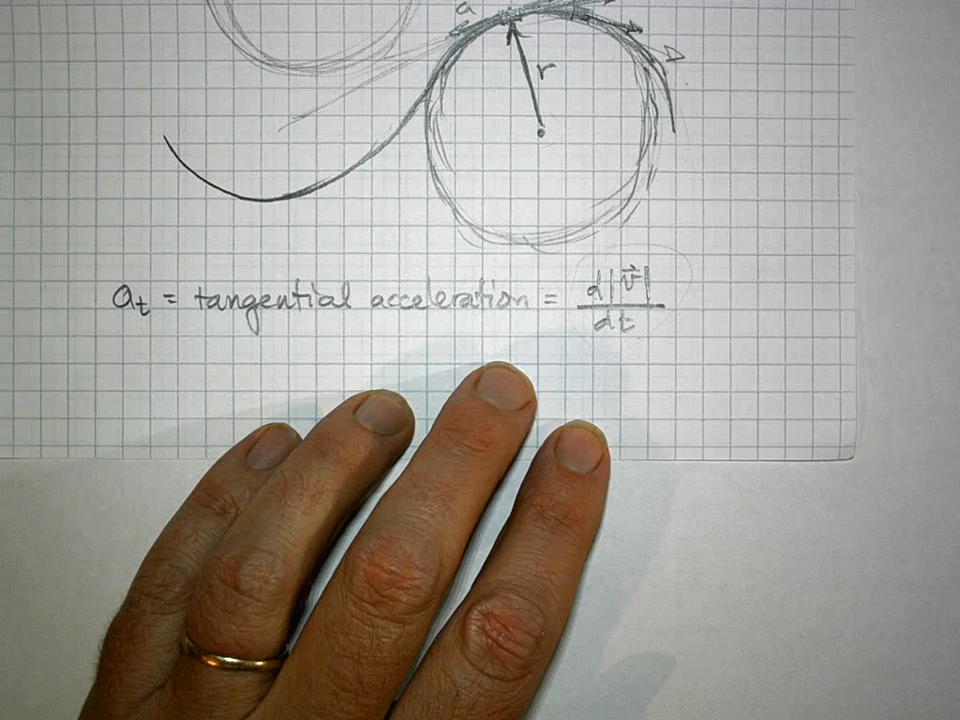 a
r
a_t = tangential acceleration = d|v⃗| / dt